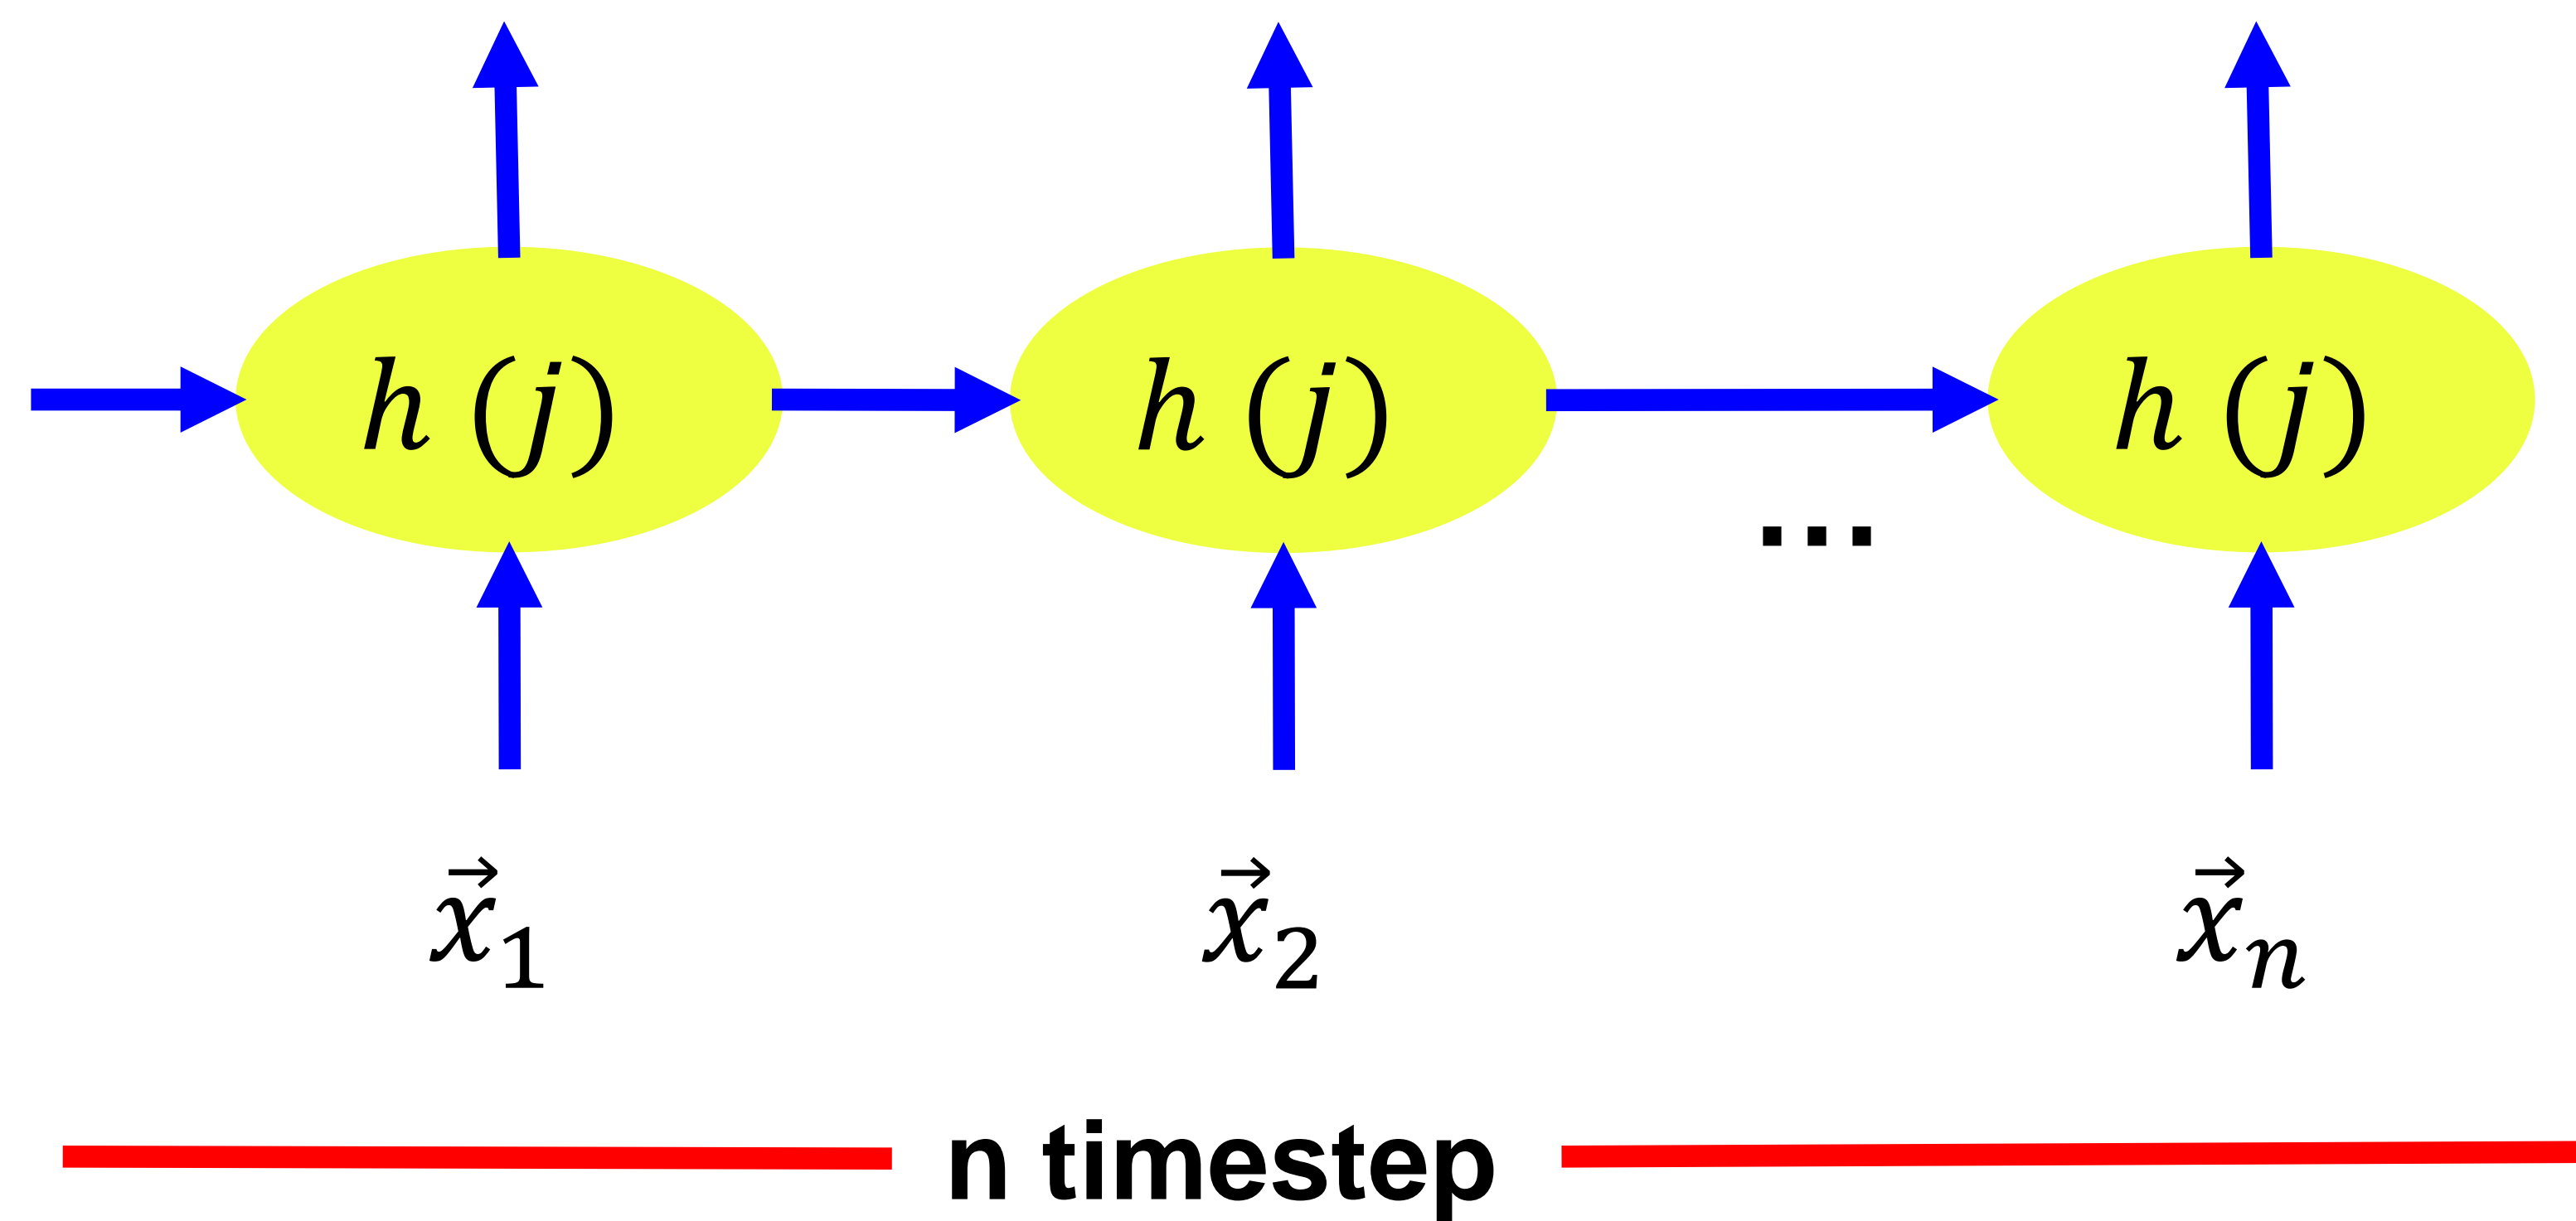 h (j) h (j) h (j)
...
x⃗₁ x⃗₂ x⃗ₙ
n timestep